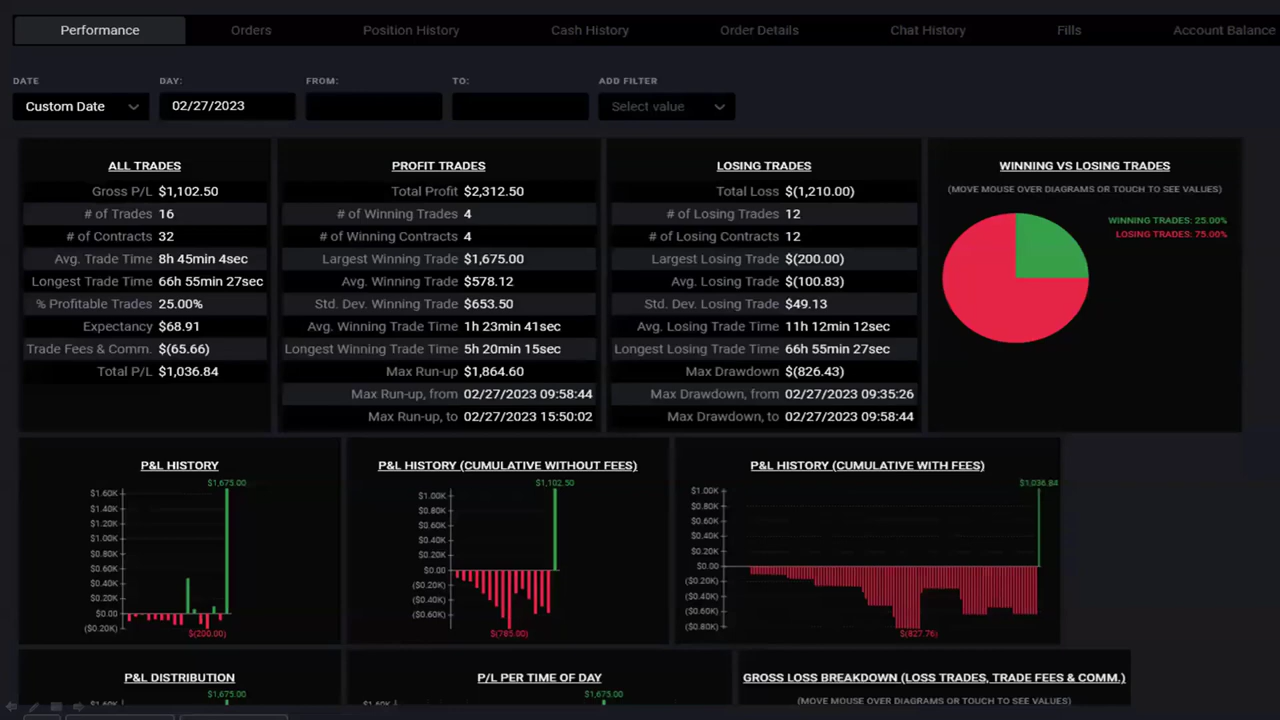 Performance Orders Position History Cash History Order Details Chat History Fills Account Balance
DATE DAY: FROM: TO: ADD FILTER
Custom Date 02/27/2023 Select value
ALL TRADES
Gross P/L $1,102.50
# of Trades 16
# of Contracts 32
Avg. Trade Time 8h 45min 4sec
Longest Trade Time 66h 55min 27sec
% Profitable Trades 25.00%
Expectancy $68.91
Trade Fees & Comm. $(65.66)
Total P/L $1,036.84
PROFIT TRADES
Total Profit $2,312.50
# of Winning Trades 4
# of Winning Contracts 4
Largest Winning Trade $1,675.00
Avg. Winning Trade $578.12
Std. Dev. Winning Trade $653.50
Avg. Winning Trade Time 1h 23min 41sec
Longest Winning Trade Time 5h 20min 15sec
Max Run-up $1,864.60
Max Run-up, from 02/27/2023 09:58:44
Max Run-up, to 02/27/2023 15:50:02
LOSING TRADES
Total Loss $(1,210.00)
# of Losing Trades 12
# of Losing Contracts 12
Largest Losing Trade $(200.00)
Avg. Losing Trade $(100.83)
Std. Dev. Losing Trade $49.13
Avg. Losing Trade Time 11h 12min 12sec
Longest Losing Trade Time 66h 55min 27sec
Max Drawdown $(826.43)
Max Drawdown, from 02/27/2023 09:35:26
Max Drawdown, to 02/27/2023 09:58:44
WINNING VS LOSING TRADES
(MOVE MOUSE OVER DIAGRAMS OR TOUCH TO SEE VALUES)
WINNING TRADES: 25.00%
LOSING TRADES: 75.00%
P&L HISTORY
$1,675.00
$1.60K
$1.40K
$1.20K
$1.00K
$0.80K
$0.60K
$0.40K
$0.20K
$0.00
($0.20K)
$(200.00)
P&L HISTORY (CUMULATIVE WITHOUT FEES)
$1,102.50
$1.00K
$0.80K
$0.60K
$0.40K
$0.20K
$0.00
($0.20K)
($0.40K)
($0.60K)
$(785.00)
P&L HISTORY (CUMULATIVE WITH FEES)
$1,036.84
$1.00K
$0.80K
$0.60K
$0.40K
$0.20K
$0.00
($0.20K)
($0.40K)
($0.60K)
($0.80K)
$(827.76)
P&L DISTRIBUTION
$1,675.00
$1.60K
P/L PER TIME OF DAY
$1,675.00
$1.60K
GROSS LOSS BREAKDOWN (LOSS TRADES, TRADE FEES & COMM.)
(MOVE MOUSE OVER DIAGRAMS OR TOUCH TO SEE VALUES)